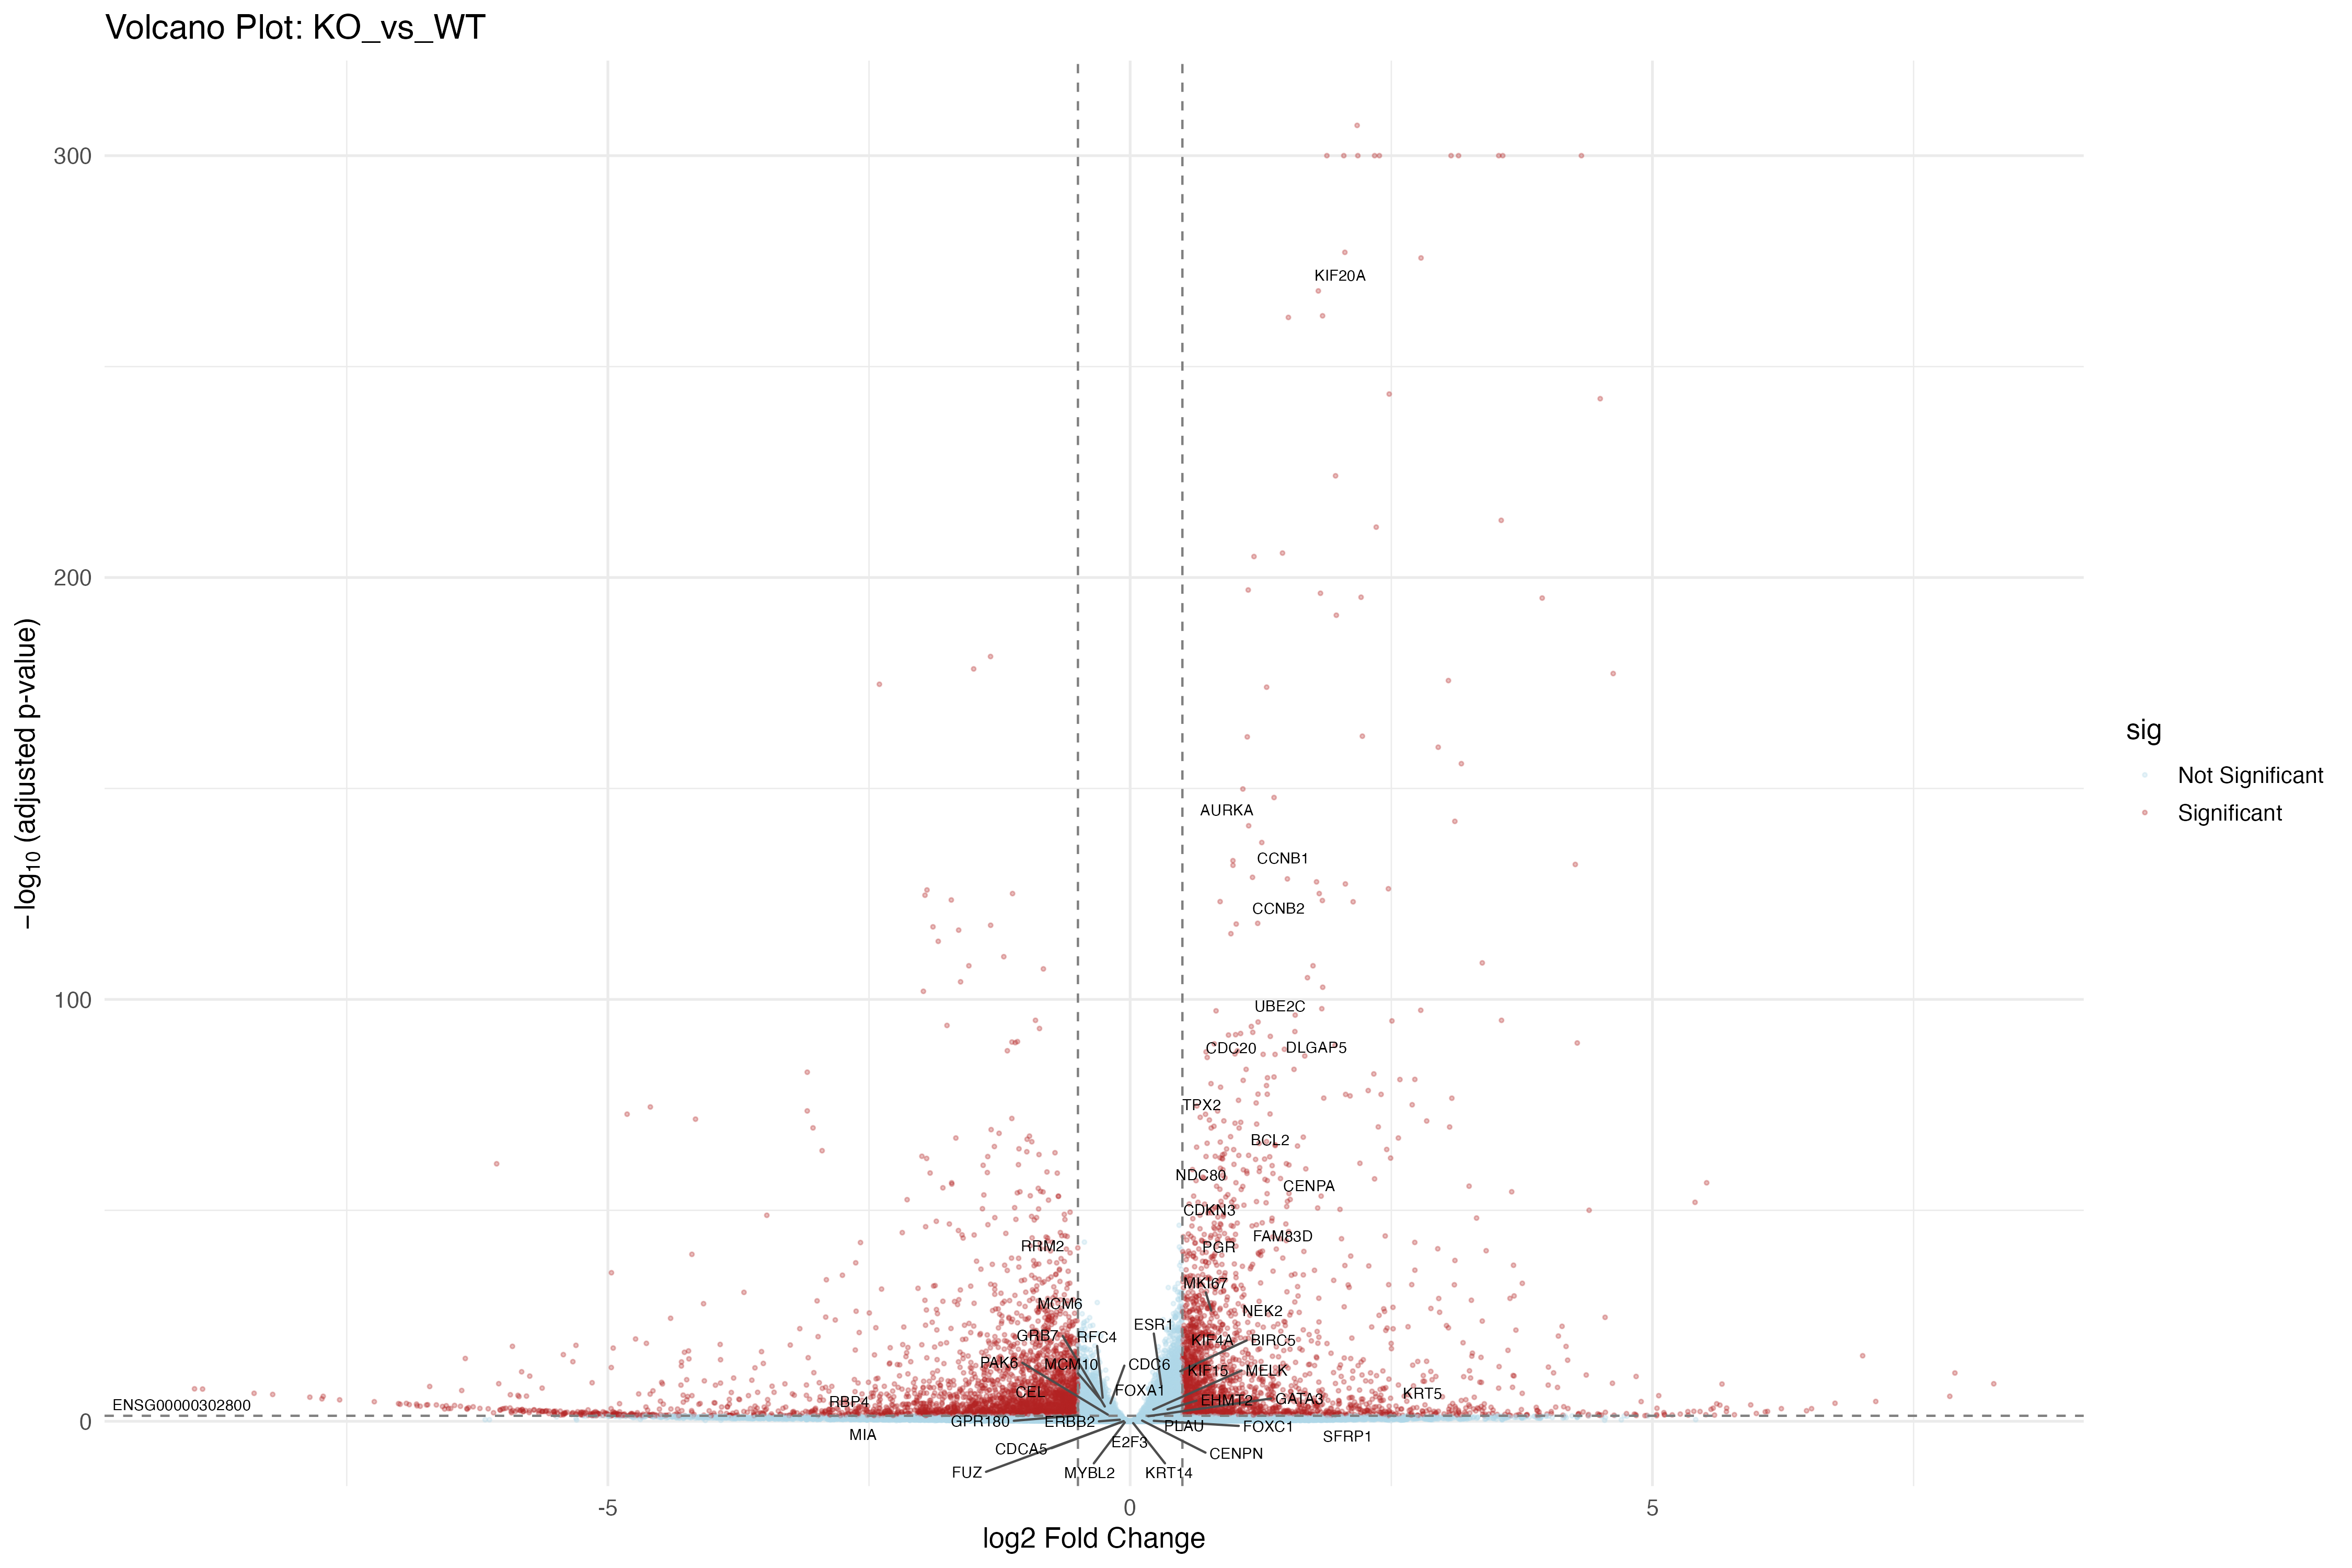 Volcano Plot: KO_vs_WT
300
KIF20A
200
−log10 (adjusted p-value)
sig
Not Significant
Significant
AURKA
CCNB1
CCNB2
100
UBE2C
CDC20
DLGAP5
TPX2
BCL2
NDC80
CENPA
CDKN3
FAM83D
RRM2
PGR
MKI67
MCM6
NEK2
ESR1
GRB7
RFC4
KIF4A
BIRC5
PAK6
MCM10
CDC6
KIF15
MELK
CEL
FOXA1
KRT5
RBP4
EHMT2
GATA3
ENSG00000302800
0
GPR180
ERBB2
PLAU
FOXC1
MIA
SFRP1
E2F3
CDCA5
CENPN
FUZ
MYBL2
KRT14
-5
0
5
log2 Fold Change